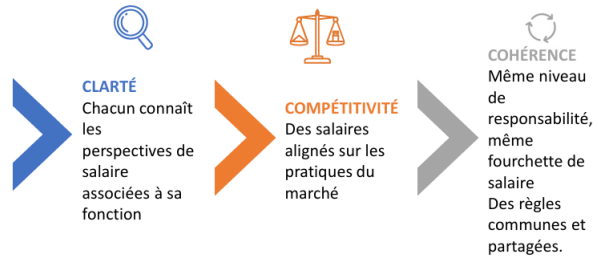 CLARTÉ
Chacun connaît
les
perspectives de
salaire
associées à sa
fonction
COMPÉTITIVITÉ
Des salaires
alignés sur les
pratiques du
marché
COHÉRENCE
Même niveau
de
responsabilité,
même
fourchette de
salaire
Des règles
communes et
partagées.